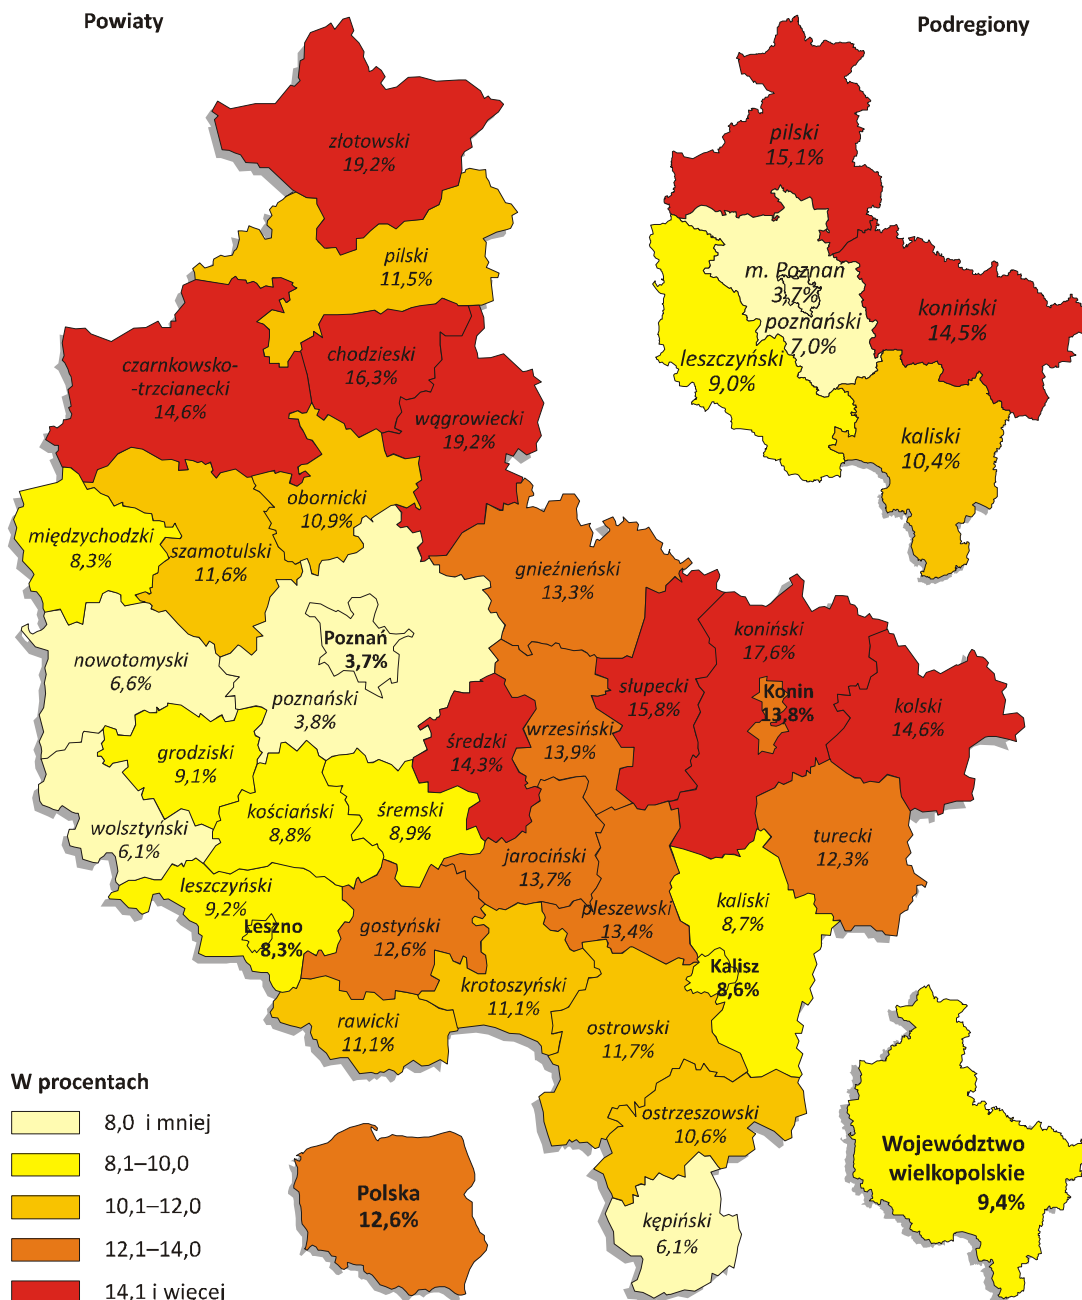 Powiaty
Podregiony
złotowski
19,2%
pilski
11,5%
czarnkowsko-
-trzcianecki
14,6%
chodzieski
16,3%
wągrowiecki
19,2%
obornicki
10,9%
międzychodzki
8,3%
szamotulski
11,6%
gnieźnieński
13,3%
Poznań
3,7%
poznański
3,8%
nowotomyski
6,6%
grodziski
9,1%
wolsztyński
6,1%
kościański
8,8%
śremski
8,9%
średzki
14,3%
wrzesiński
13,9%
słupecki
15,8%
koniński
17,6%
Konin
13,8%
kolski
14,6%
turecki
12,3%
jarociński
13,7%
pleszewski
13,4%
kaliski
8,7%
Kalisz
8,6%
leszczyński
9,2%
Leszno
8,3%
gostyński
12,6%
krotoszyński
11,1%
rawicki
11,1%
ostrowski
11,7%
ostrzeszowski
10,6%
kępiński
6,1%
pilski
15,1%
m. Poznań
3,7%
poznański
7,0%
leszczyński
9,0%
koniński
14,5%
kaliski
10,4%
W procentach
8,0 i mniej
8,1–10,0
10,1–12,0
12,1–14,0
14,1 i więcej
Polska
12,6%
Województwo
wielkopolskie
9,4%